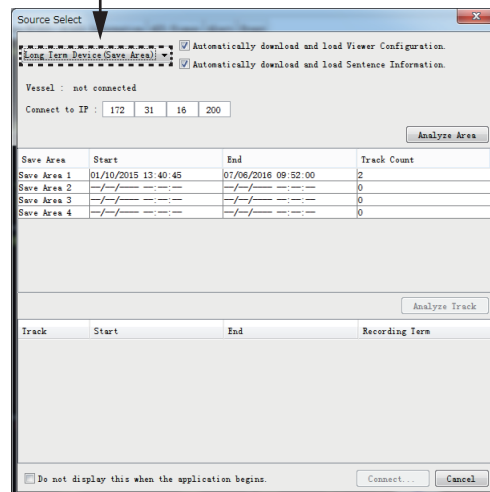 Source Select
Long Term Device(Save Area)
Automatically download and load Viewer Configuration.
Automatically download and load Sentence Information.
Vessel : not connected
Connect to IP : 172 31 16 200
Analyze Area
Save Area Start End Track Count
Save Area 1 01/10/2015 13:40:45 07/06/2016 09:52:00 2
Save Area 2 --/--/---- --:--:-- --/--/---- --:--:-- 0
Save Area 3 --/--/---- --:--:-- --/--/---- --:--:-- 0
Save Area 4 --/--/---- --:--:-- --/--/---- --:--:-- 0
Analyze Track
Track Start End Recording Term
Do not display this when the application begins.
Connect... Cancel